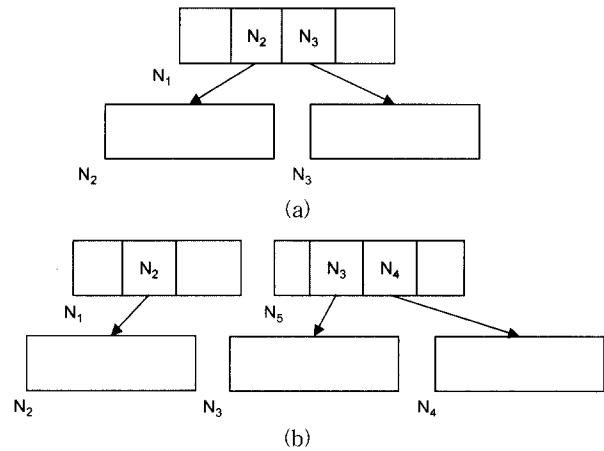 N₂ N₃
N₁
N₂ N₃
(a)
N₂ N₃ N₄
N₁ N₅
N₂ N₃ N₄
(b)